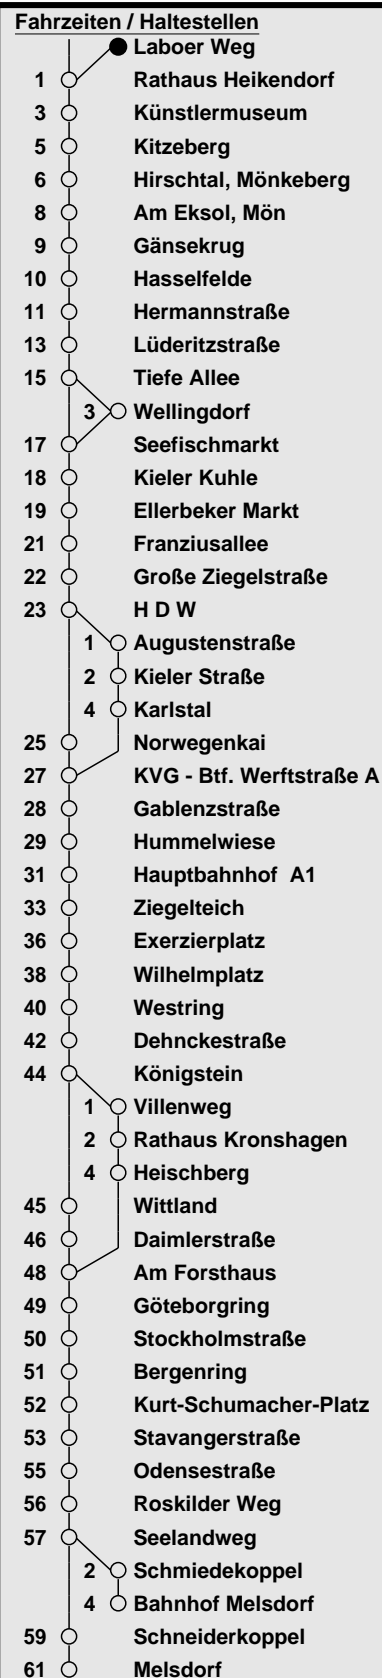 Fahrzeiten / Haltestellen
Laboer Weg
1 Rathaus Heikendorf
3 Künstlermuseum
5 Kitzeberg
6 Hirschtal, Mönkeberg
8 Am Eksol, Mön
9 Gänsekrug
10 Hasselfelde
11 Hermannstraße
13 Lüderitzstraße
15 Tiefe Allee
3 Wellingdorf
17 Seefischmarkt
18 Kieler Kuhle
19 Ellerbeker Markt
21 Franziusallee
22 Große Ziegelstraße
23 H D W
1 Augustenstraße
2 Kieler Straße
4 Karlstal
25 Norwegenkai
27 KVG - Btf. Werftstraße A
28 Gablenzstraße
29 Hummelwiese
31 Hauptbahnhof A1
33 Ziegelteich
36 Exerzierplatz
38 Wilhelmplatz
40 Westring
42 Dehnckestraße
44 Königstein
1 Villenweg
2 Rathaus Kronshagen
4 Heischberg
45 Wittland
46 Daimlerstraße
48 Am Forsthaus
49 Göteborgring
50 Stockholmstraße
51 Bergenring
52 Kurt-Schumacher-Platz
53 Stavangerstraße
55 Odensestraße
56 Roskilder Weg
57 Seelandweg
2 Schmiedekoppel
4 Bahnhof Melsdorf
59 Schneiderkoppel
61 Melsdorf